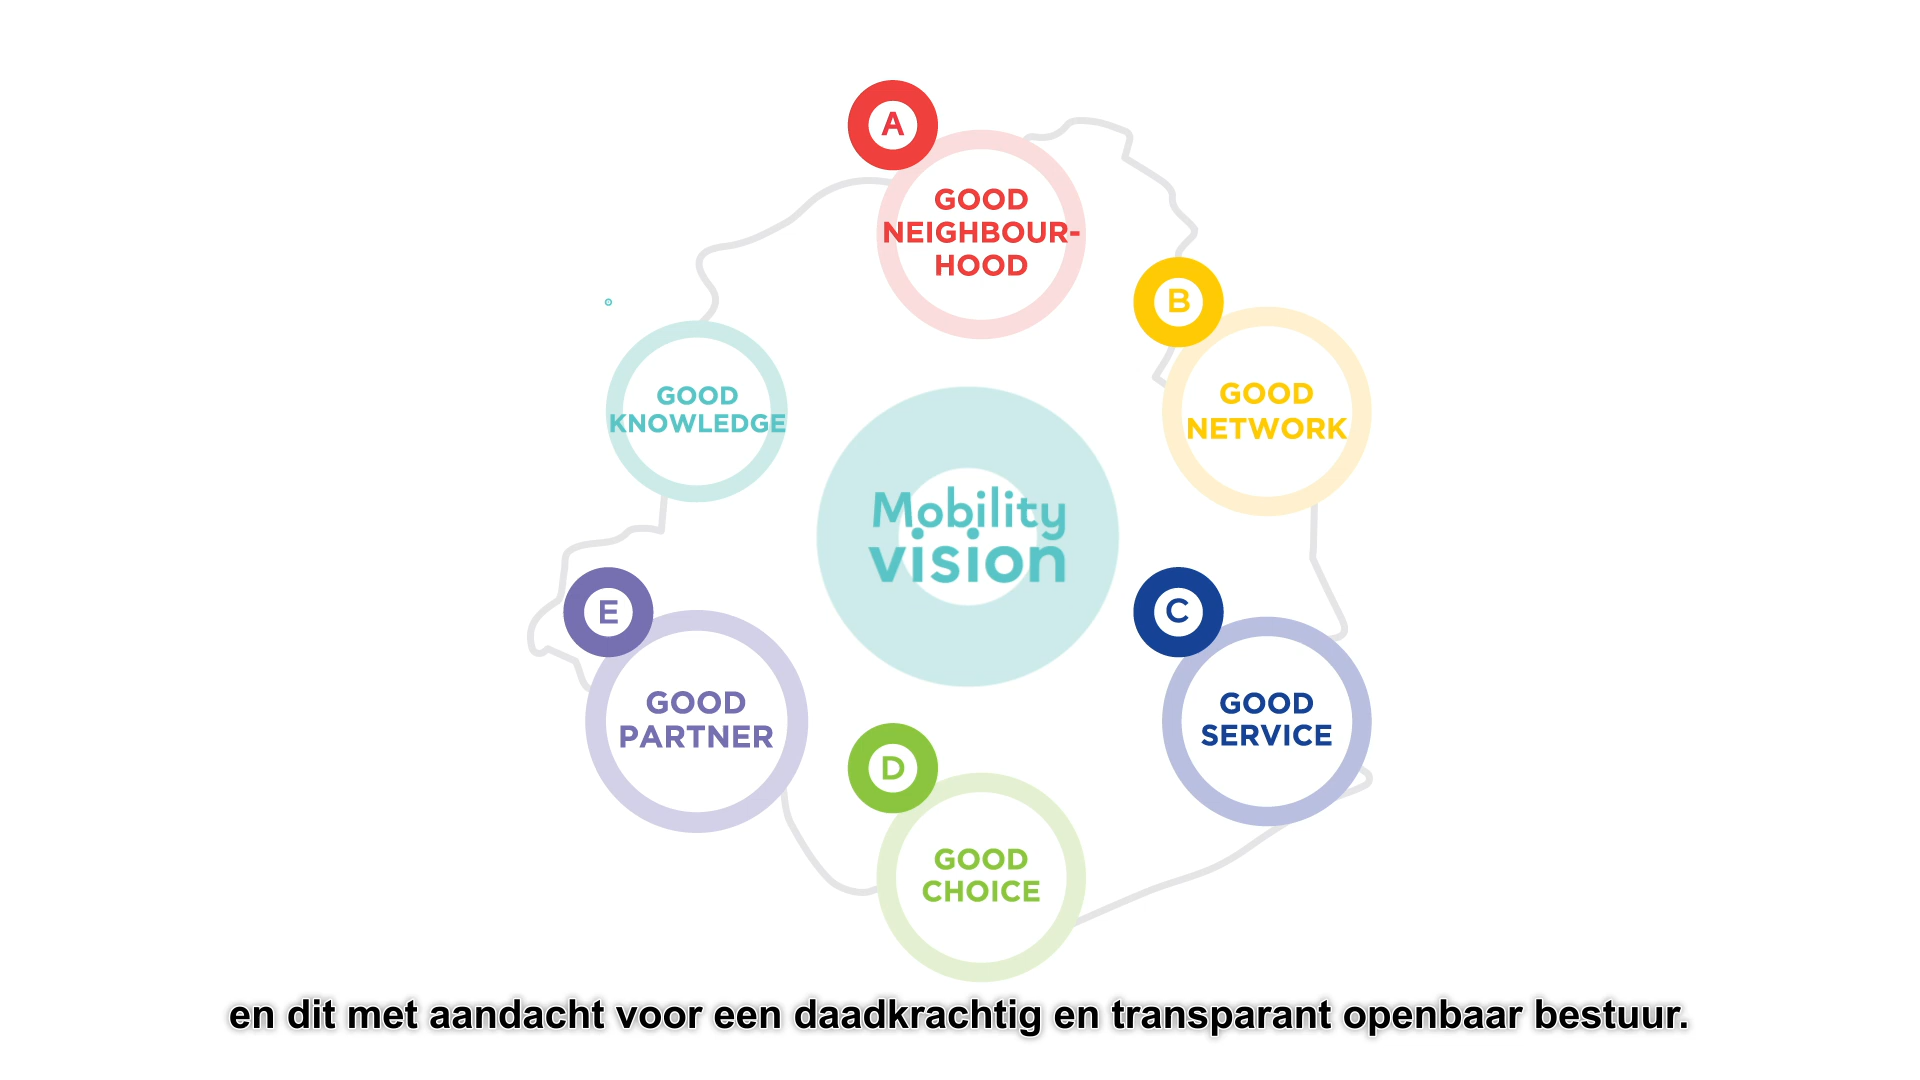 A
GOOD
NEIGHBOUR-
HOOD
B
GOOD
NETWORK
GOOD
KNOWLEDGE
Mobility
vision
E
GOOD
PARTNER
C
GOOD
SERVICE
D
GOOD
CHOICE
en dit met aandacht voor een daadkrachtig en transparant openbaar bestuur.